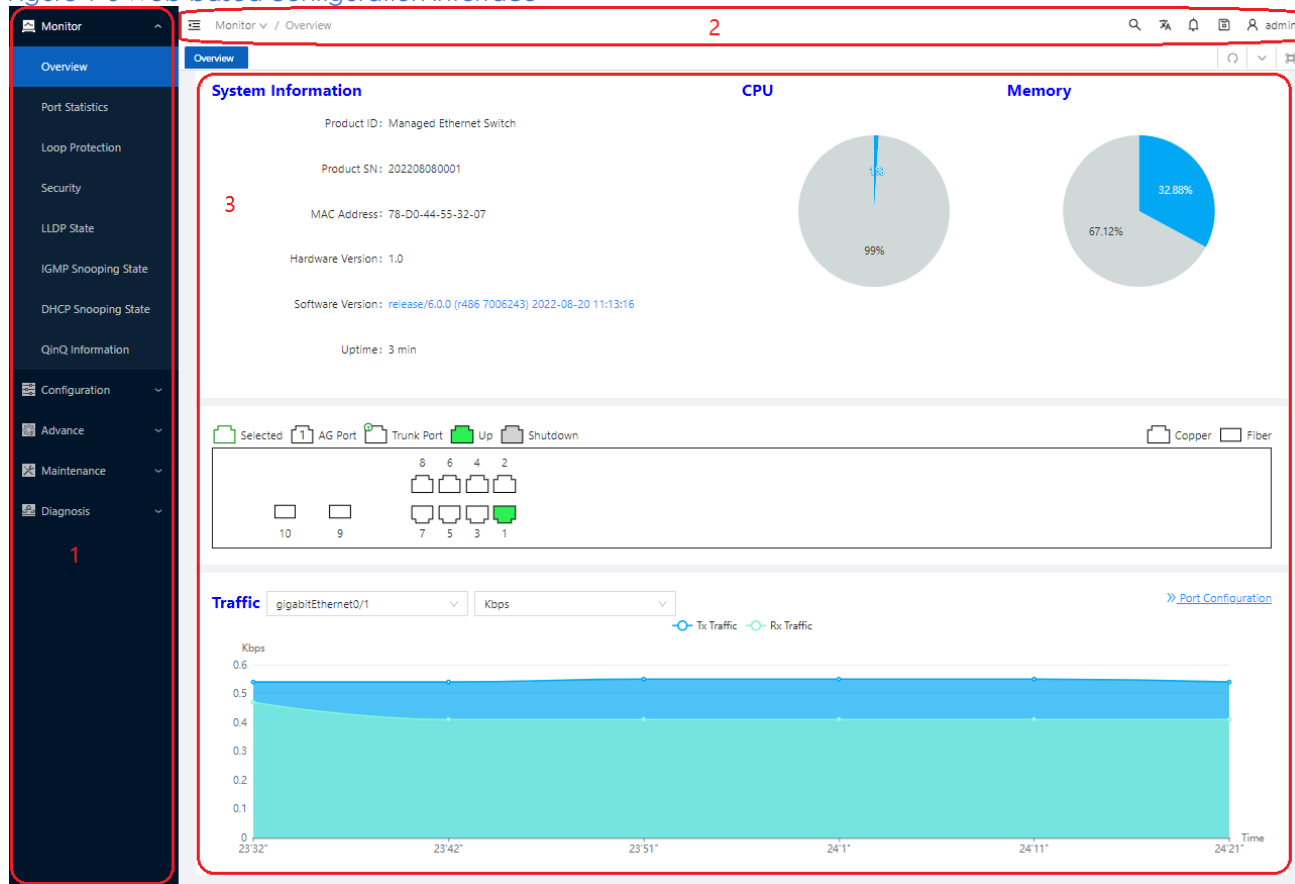 Monitor
Monitor / Overview
2
admin
Overview
Overview
Port Statistics
Loop Protection
Security
LLDP State
IGMP Snooping State
DHCP Snooping State
QinQ Information
Configuration
Advance
Maintenance
Diagnosis
1
System Information
CPU
Memory
3
Product ID: Managed Ethernet Switch
Product SN: 202208080001
MAC Address: 78-D0-44-55-32-07
Hardware Version: 1.0
Software Version: release/6.0.0 (r486 7006243) 2022-08-20 11:13:16
Uptime: 3 min
99%
32.88%
67.12%
Selected 1 AG Port Trunk Port Up Shutdown
Copper Fiber
8 6 4 2
10 9 7 5 3 1
Traffic gigabitEthernet0/1 Kbps
Port Configuration
Tx Traffic Rx Traffic
Kbps
0.6
0.5
0.4
0.3
0.2
0.1
0
Time
23'32" 23'42" 23'51" 24'1" 24'11" 24'21"